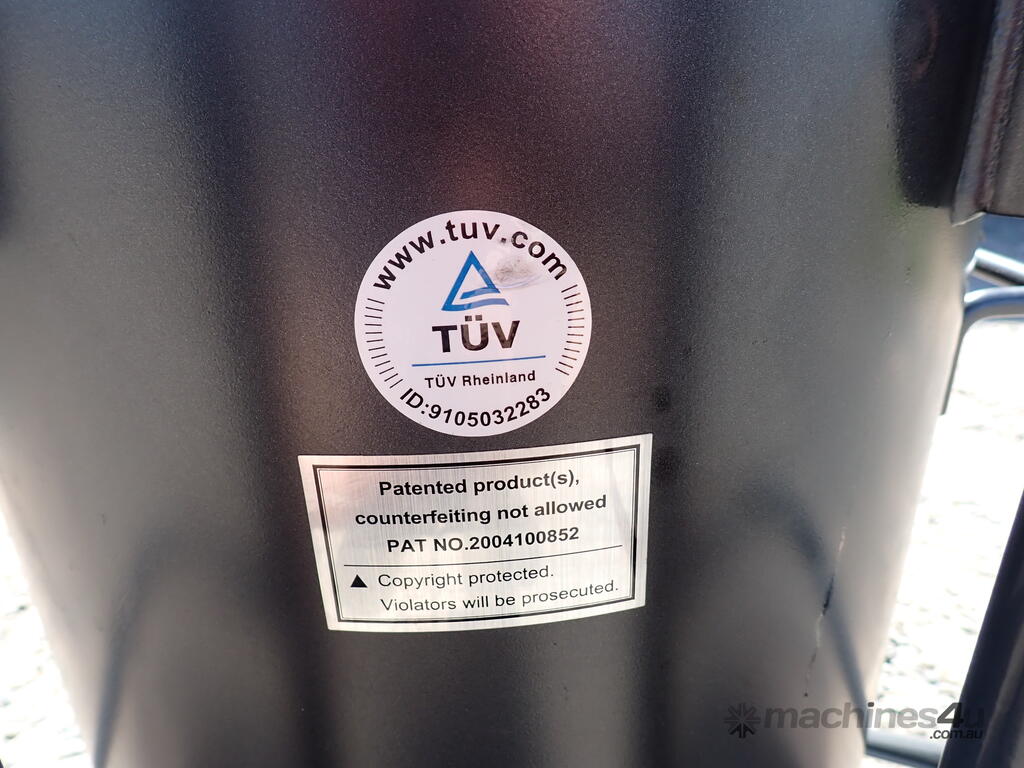 www.tuv.com
TÜV
TÜV Rheinland
ID:9105032283
Patented product(s),
counterfeiting not allowed
PAT NO.2004100852
▲ Copyright protected.
Violators will be prosecuted.
machines4u
.com.au